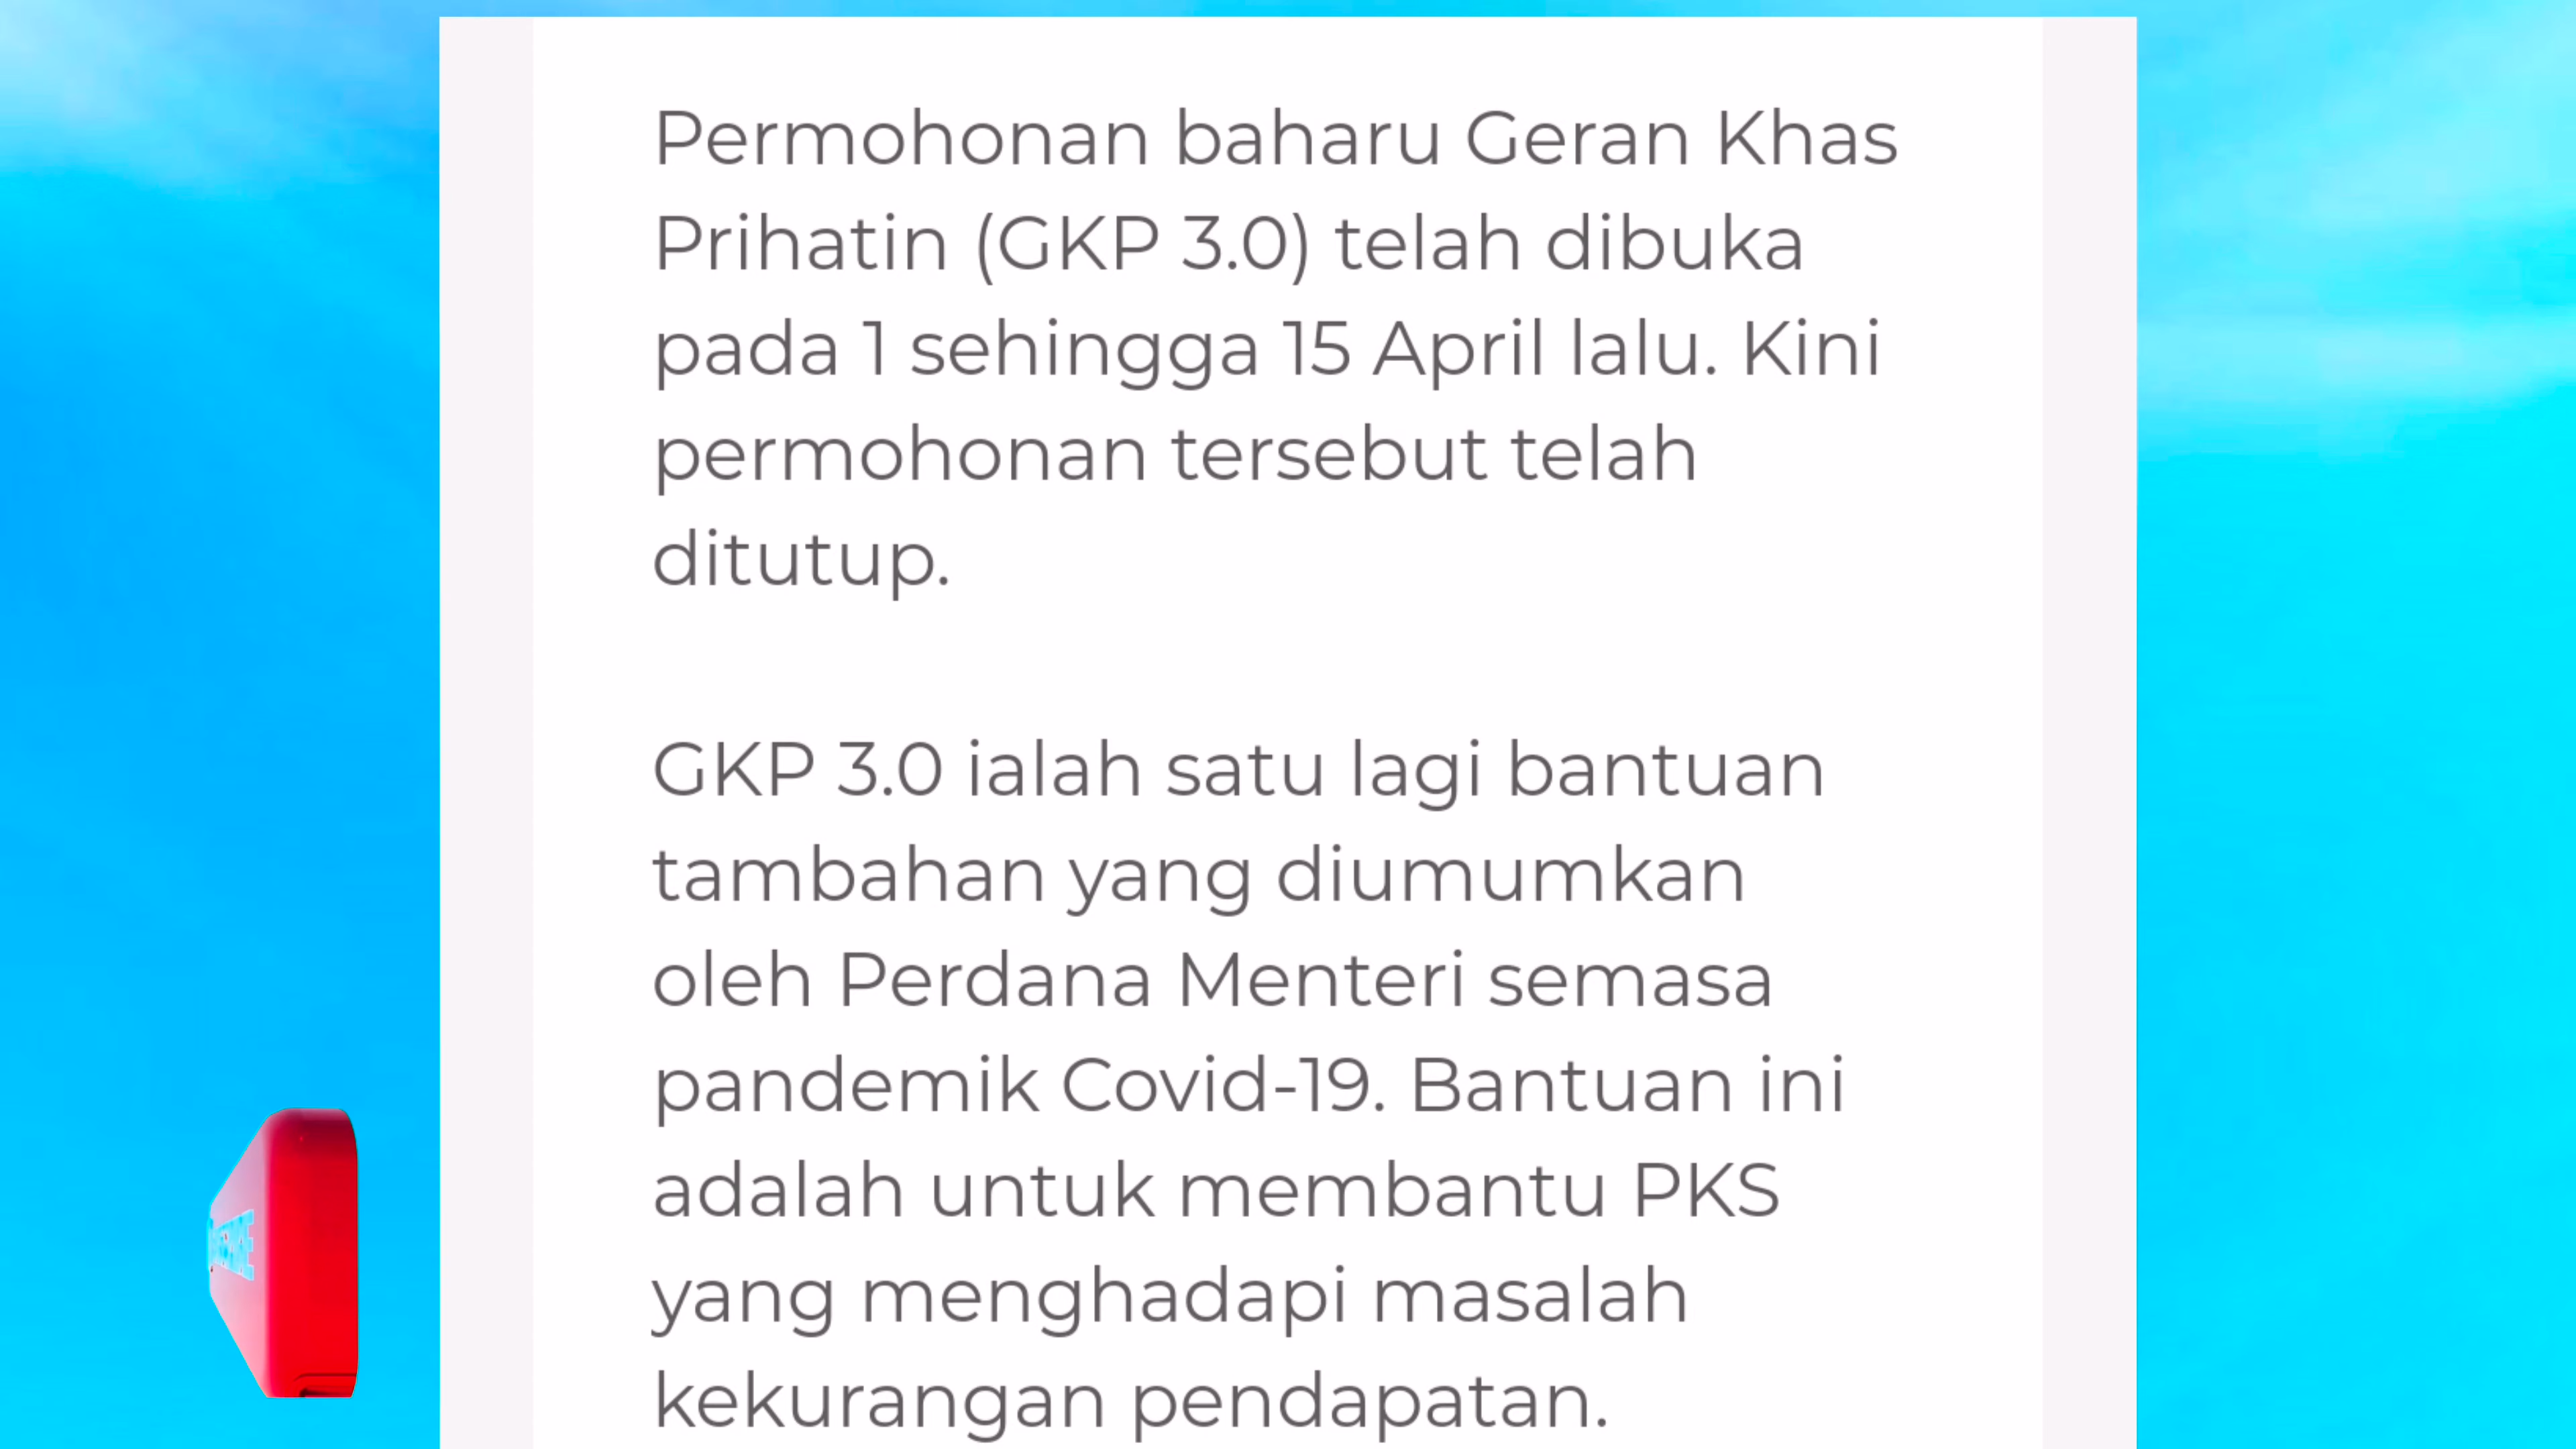 Permohonan baharu Geran Khas
Prihatin (GKP 3.0) telah dibuka
pada 1 sehingga 15 April lalu. Kini
permohonan tersebut telah
ditutup.
GKP 3.0 ialah satu lagi bantuan
tambahan yang diumumkan
oleh Perdana Menteri semasa
pandemik Covid-19. Bantuan ini
adalah untuk membantu PKS
yang menghadapi masalah
kekurangan pendapatan.